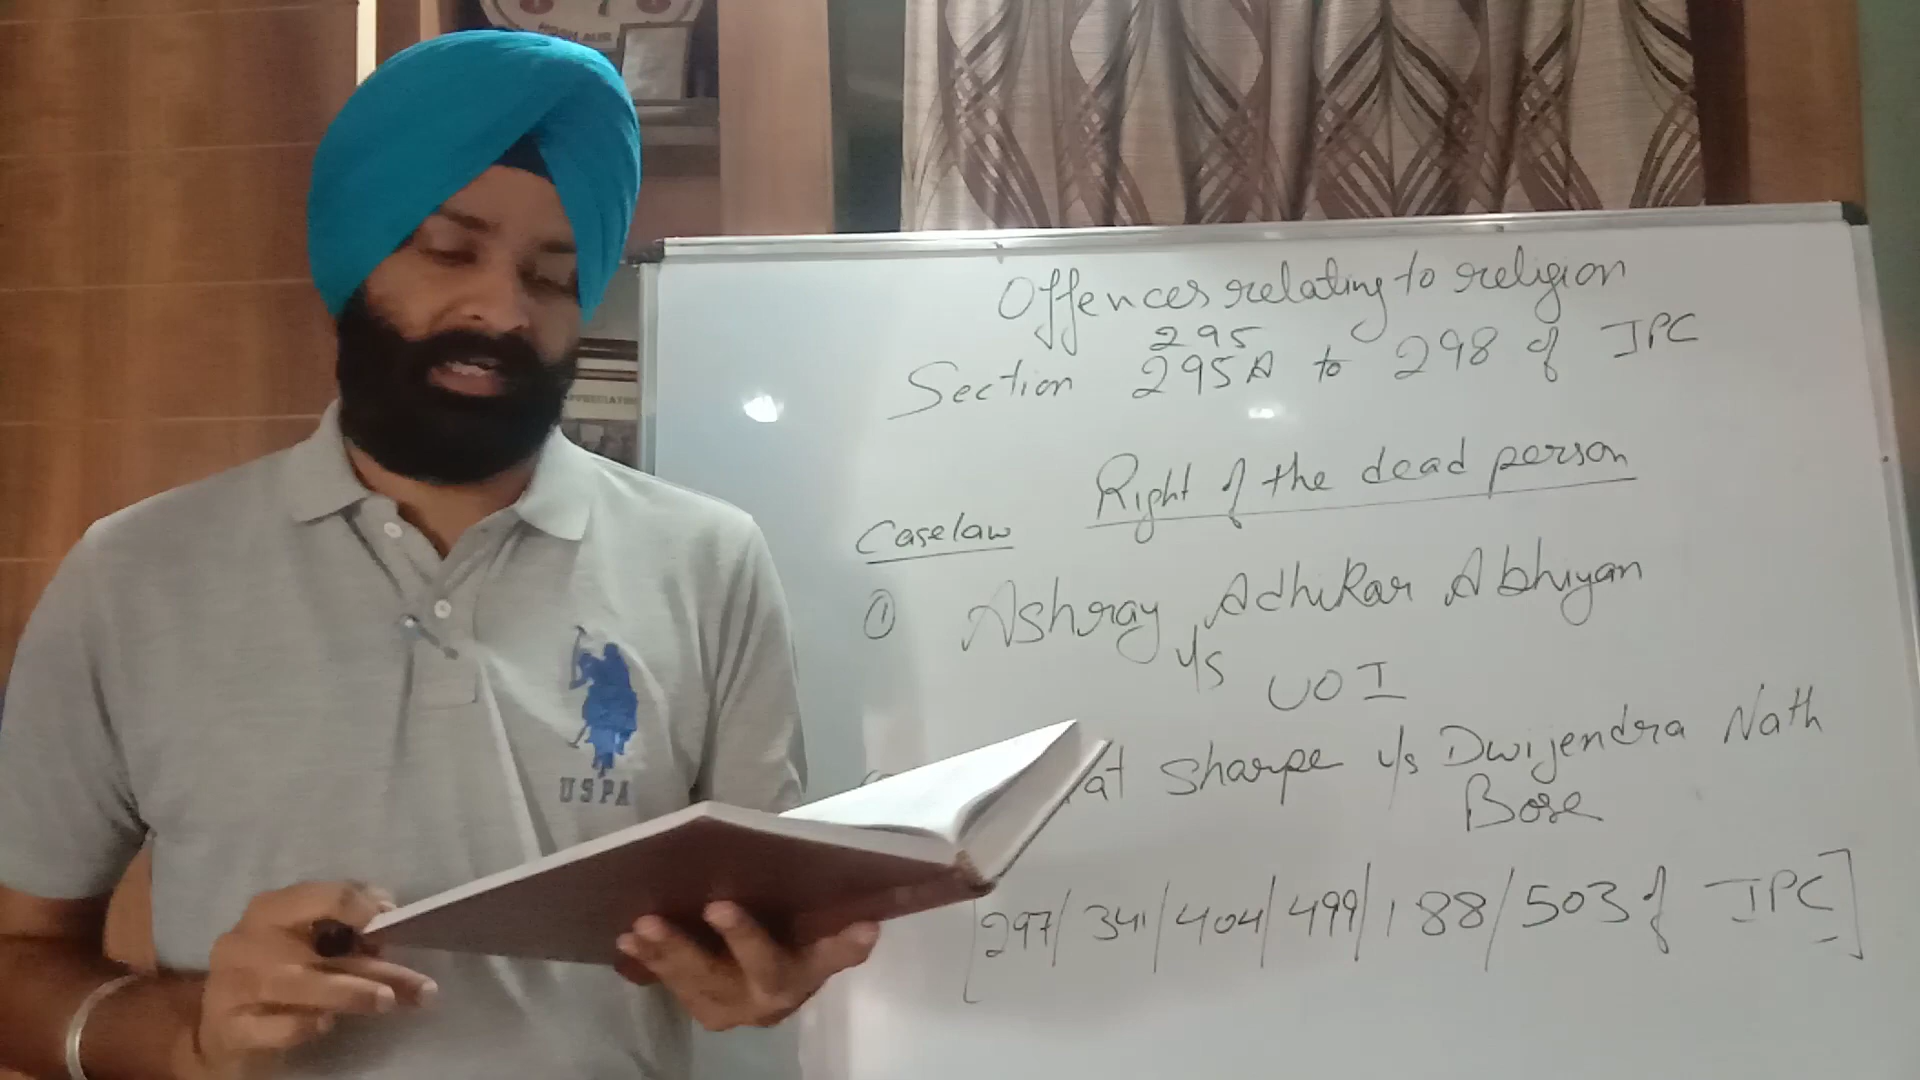 Offences relating to religion
295
Section 295A to 298 of IPC
Right of the dead person
Caselaw
① Ashray Adhikar Abhiyan
v/s UOI
at Sharpe v/s Dwijendra Nath
Bose
[297/341/404/499/188/503 of IPC]
USPA